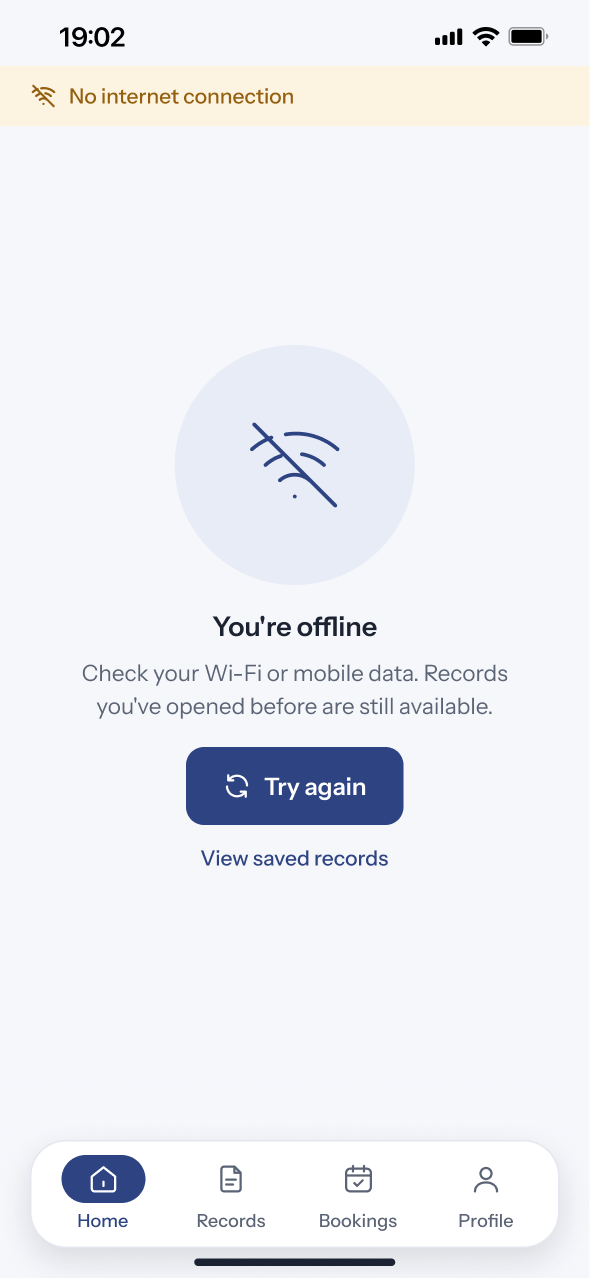 19:02
No internet connection
You're offline
Check your Wi-Fi or mobile data. Records
you've opened before are still available.
Try again
View saved records
Home
Records
Bookings
Profile